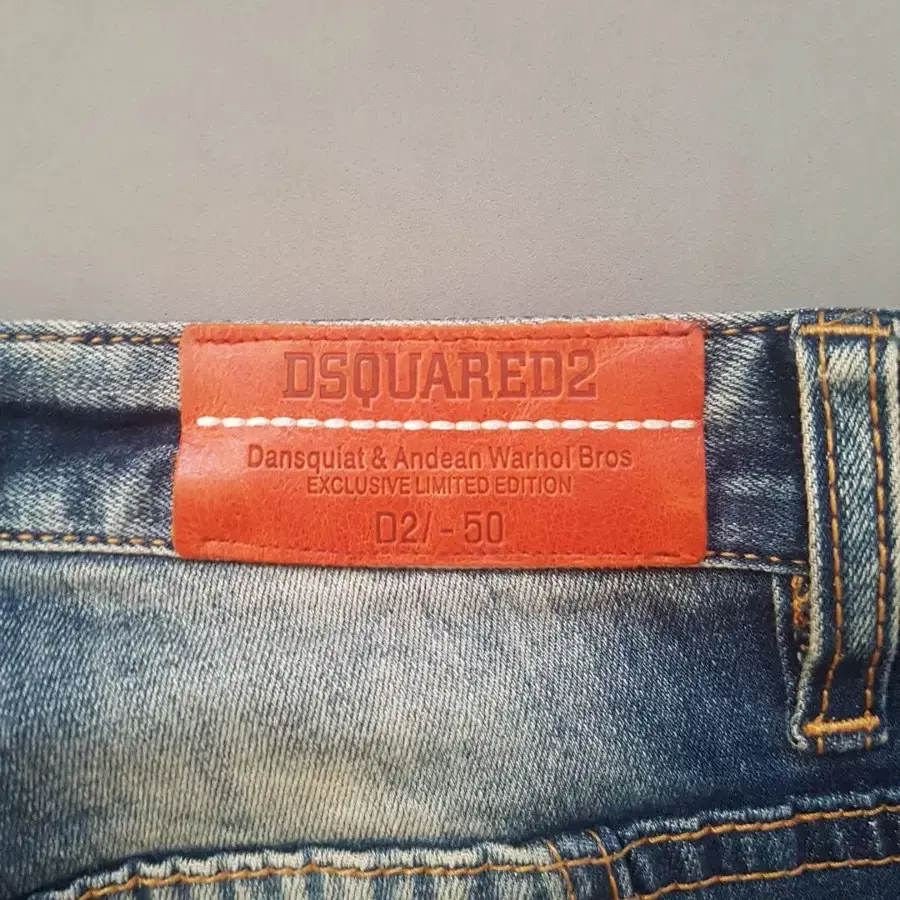 DSQUARED2
Dansquiat & Andean Warhol Bros
EXCLUSIVE LIMITED EDITION
D2/-50